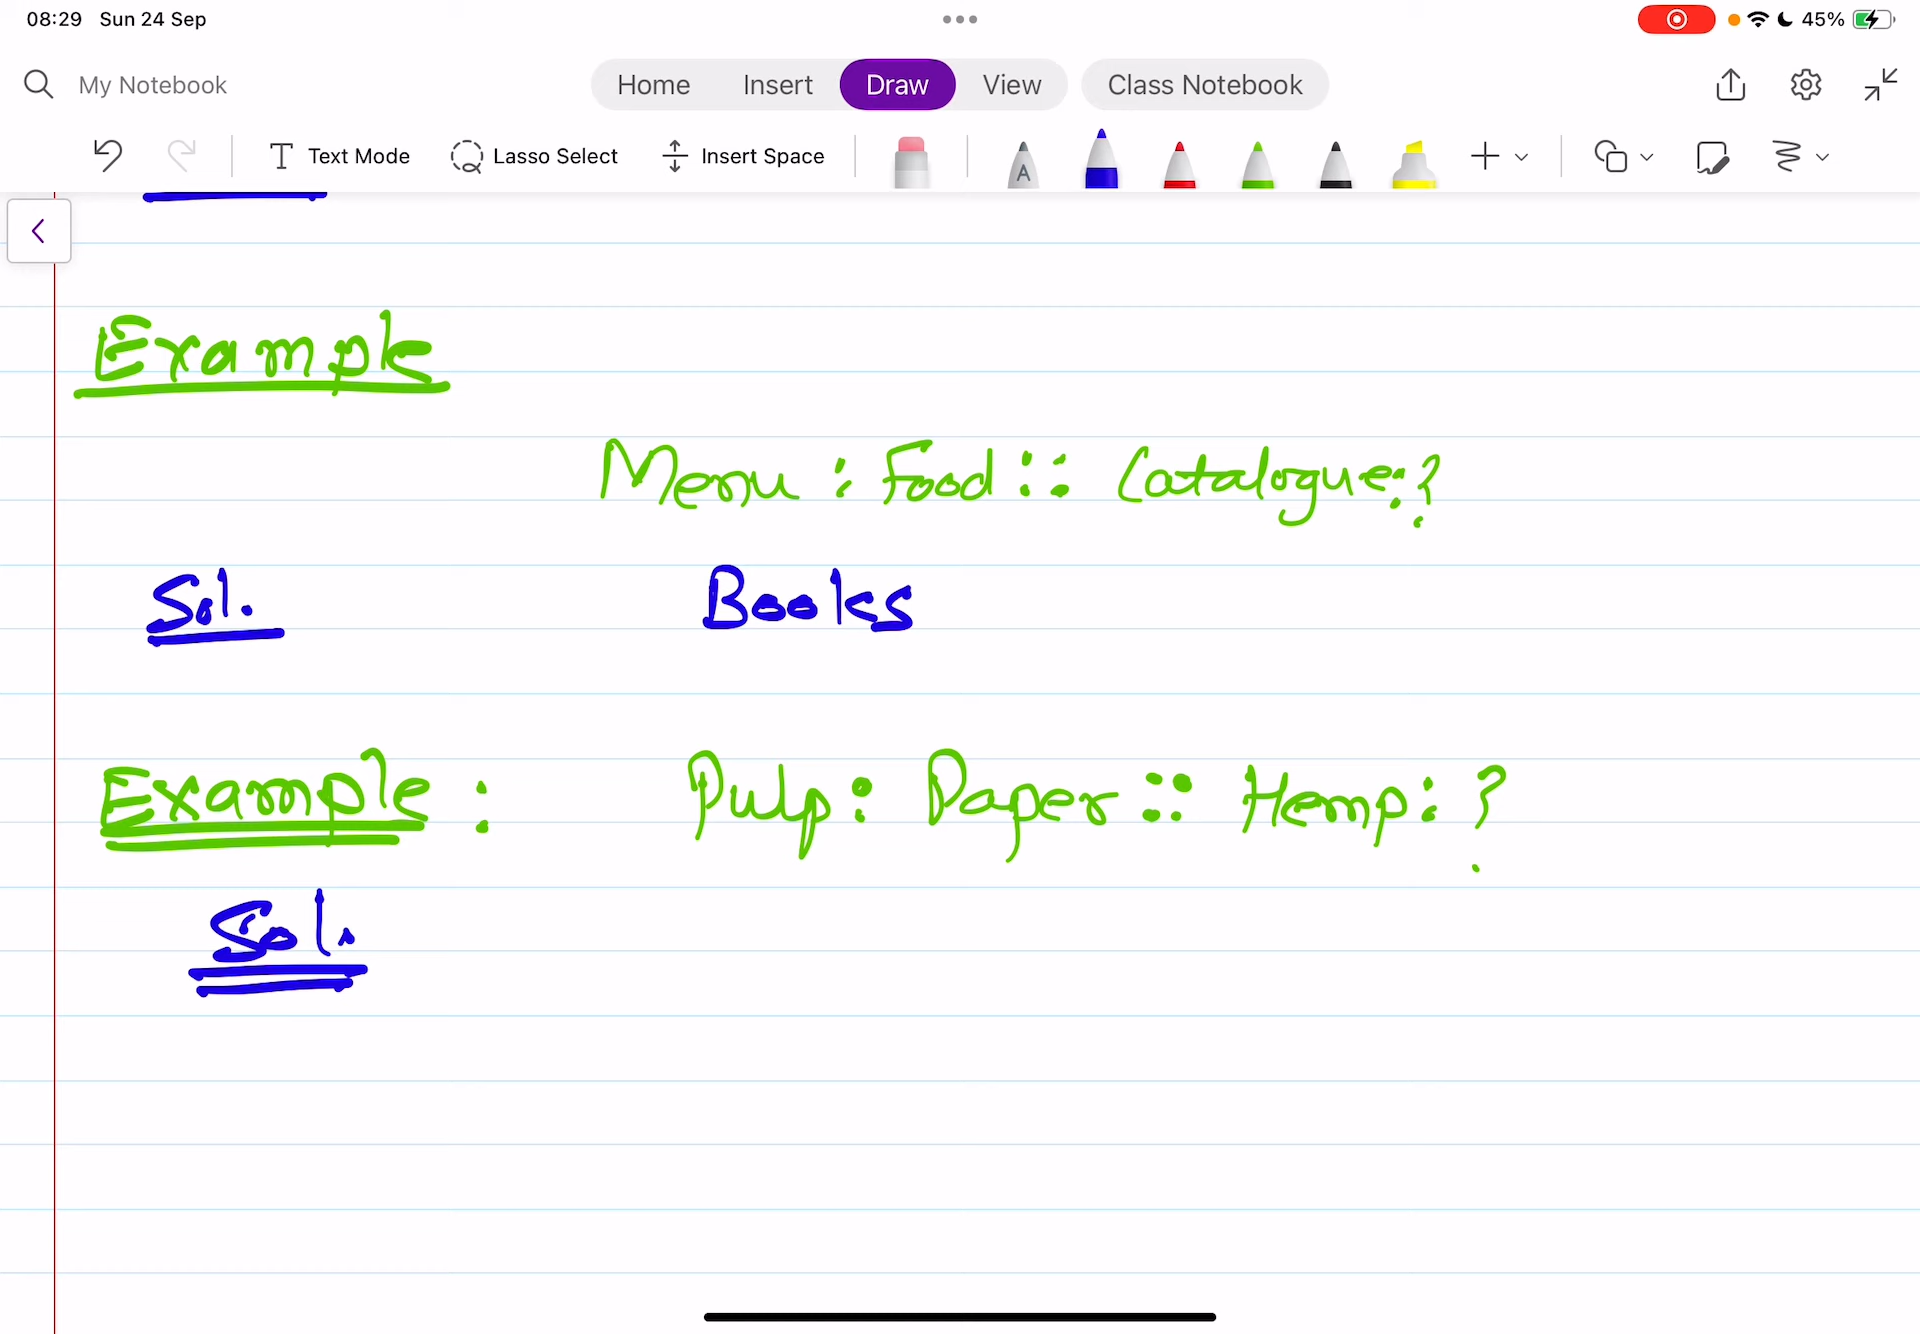 08:29 Sun 24 Sep
45%
My Notebook
Home Insert Draw View Class Notebook
Text Mode Lasso Select Insert Space A
Example
Menu : Food :: Catalogue:?
Sol. Books
Example : Pulp: Paper :: Hemp: ?
Sol.